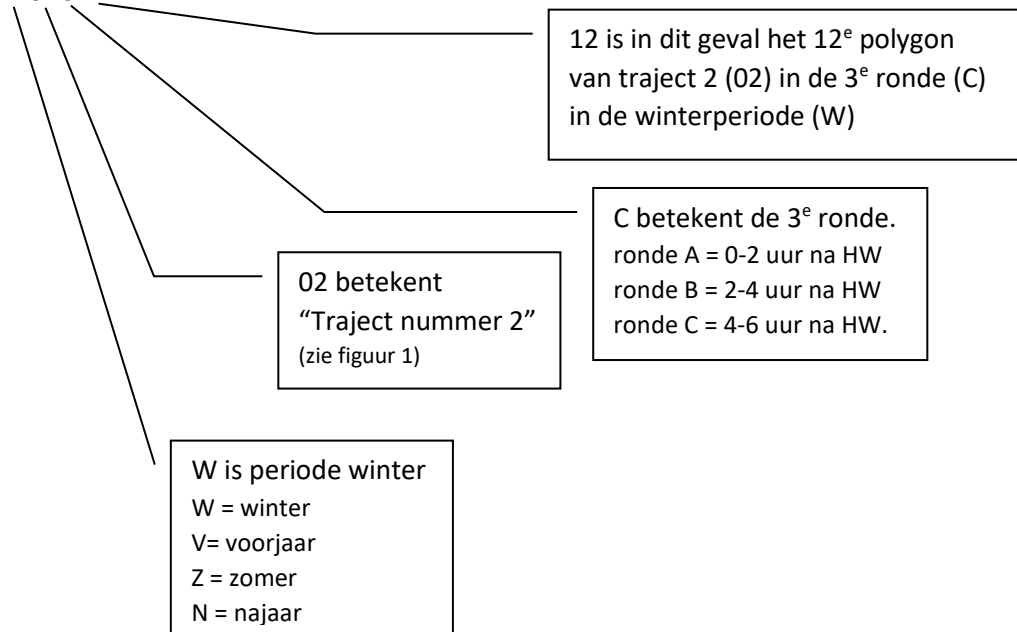 12 is in dit geval het 12e polygon
van traject 2 (02) in de 3e ronde (C)
in de winterperiode (W)
C betekent de 3e ronde.
ronde A = 0-2 uur na HW
ronde B = 2-4 uur na HW
ronde C = 4-6 uur na HW.
02 betekent
“Traject nummer 2”
(zie figuur 1)
W is periode winter
W = winter
V= voorjaar
Z = zomer
N = najaar